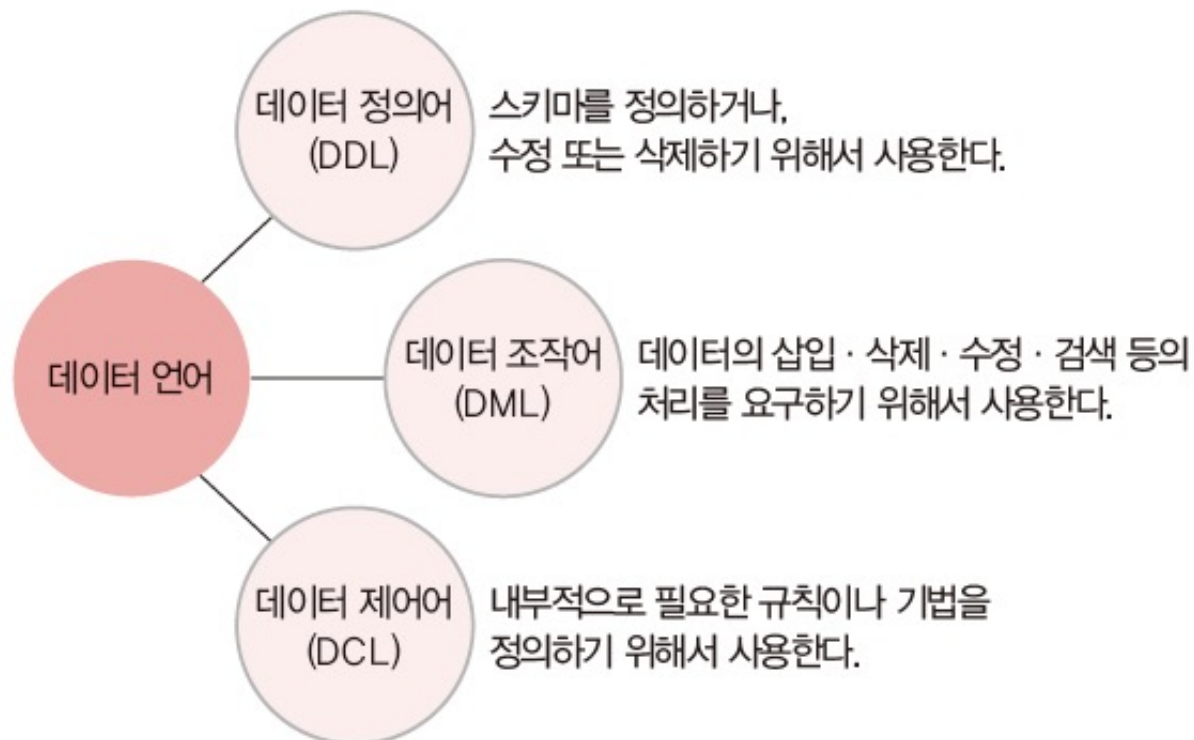 데이터 정의어
(DDL)
스키마를 정의하거나,
수정 또는 삭제하기 위해서 사용한다.
데이터 언어
데이터 조작어
(DML)
데이터의 삽입 · 삭제 · 수정 · 검색 등의
처리를 요구하기 위해서 사용한다.
데이터 제어어
(DCL)
내부적으로 필요한 규칙이나 기법을
정의하기 위해서 사용한다.